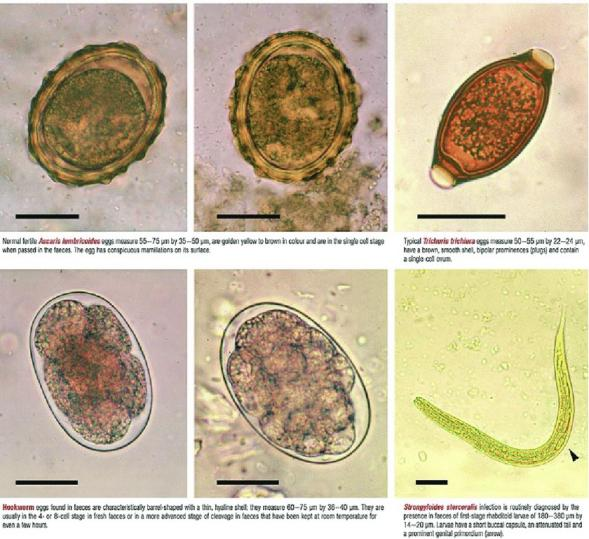 Normal fertile Ascaris lumbricoides eggs measure 55–75 µm by 35–50 µm, are golden yellow to brown in colour and are in the single cell stage
when passed in the faeces. The egg has conspicuous mamillations on its surface.
Typical Trichuris trichiura eggs measure 50–55 µm by 22–24 µm,
have a brown, smooth shell, bipolar prominences (plugs) and contain
a single-cell ovum.
Hookworm eggs found in faeces are characteristically barrel-shaped with a thin, hyaline shell; they measure 60–75 µm by 36–40 µm. They are
usually in the 4- or 8-cell stage in fresh faeces or in a more advanced stage of cleavage in faeces that have been kept at room temperature for
even a few hours.
Strongyloides stercoralis infection is routinely diagnosed by the
presence in faeces of first-stage rhabditoid larvae of 180–380 µm by
14–20 µm. Larvae have a short buccal capsule, an attenuated tail and
a prominent genital primordium (arrow).